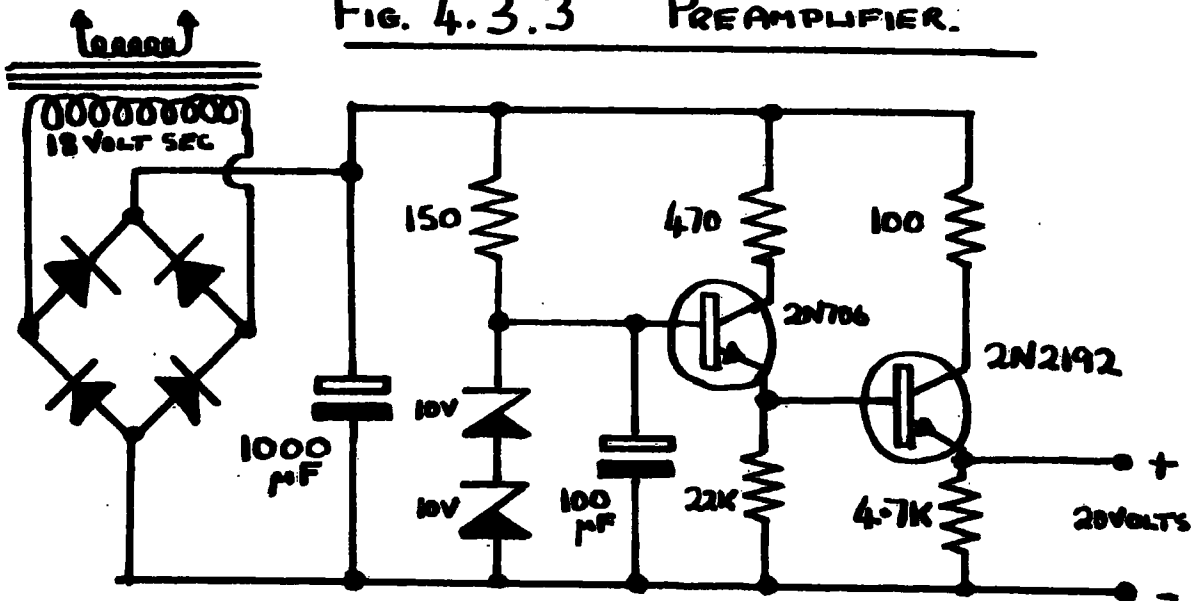 FIG. 4.3.3 PREAMPLIFIER.
18 VOLT SEC
150
470
100
2N706
2N2192
10V
1000
µF
10V
100
µF
22K
4.7K
+
20VOLTS
-